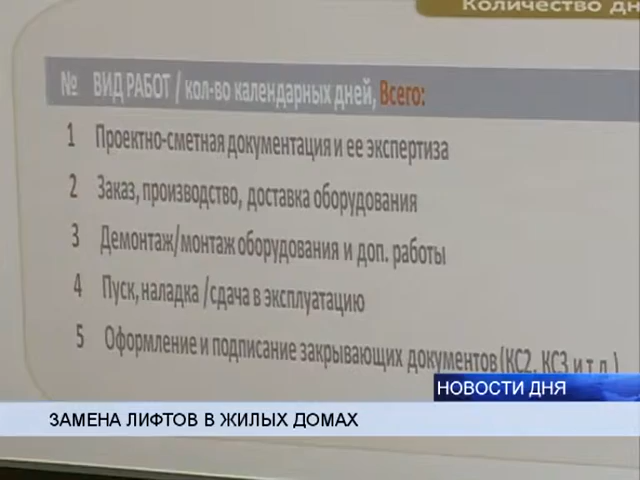 Количество дн
№ ВИД РАБОТ / кол-во календарных дней, Всего:
1 Проектно-сметная документация и ее экспертиза
2 Заказ, производство, доставка оборудования
3 Демонтаж/монтаж оборудования и доп. работы
4 Пуск, наладка /сдача в эксплуатацию
5 Оформление и подписание закрывающих документов (КС2, КС3 и т.д.)
НОВОСТИ ДНЯ
ЗАМЕНА ЛИФТОВ В ЖИЛЫХ ДОМАХ